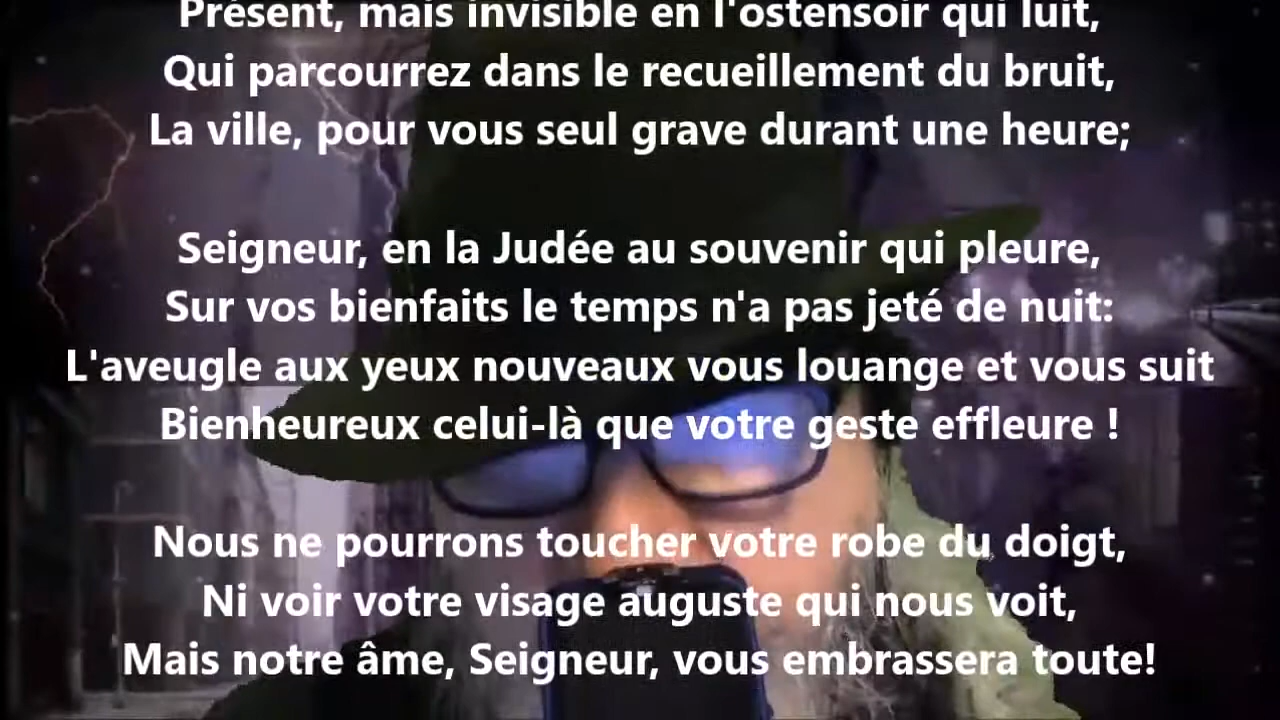 Présent, mais invisible en l'ostensoir qui luit,
Qui parcourrez dans le recueillement du bruit,
La ville, pour vous seul grave durant une heure;
Seigneur, en la Judée au souvenir qui pleure,
Sur vos bienfaits le temps n'a pas jeté de nuit:
L'aveugle aux yeux nouveaux vous louange et vous suit
Bienheureux celui-là que votre geste effleure !
Nous ne pourrons toucher votre robe du doigt,
Ni voir votre visage auguste qui nous voit,
Mais notre âme, Seigneur, vous embrassera toute!